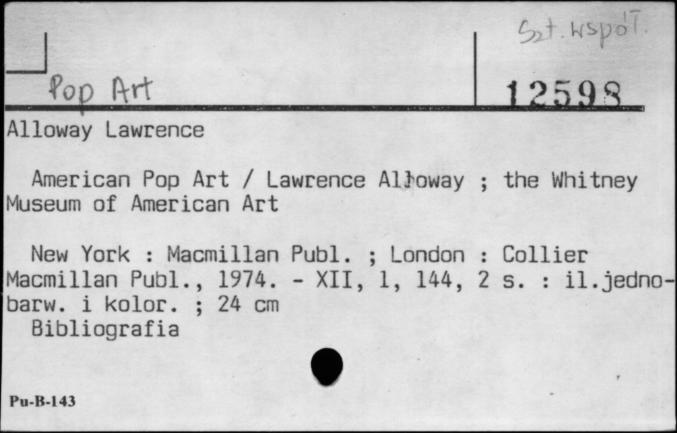 Szt. współ.
Pop Art
12598
Alloway Lawrence
American Pop Art / Lawrence Alloway ; the Whitney
Museum of American Art
New York : Macmillan Publ. ; London : Collier
Macmillan Publ., 1974. - XII, 1, 144, 2 s. : il.jedno-
barw. i kolor. ; 24 cm
Bibliografia
Pu-B-143